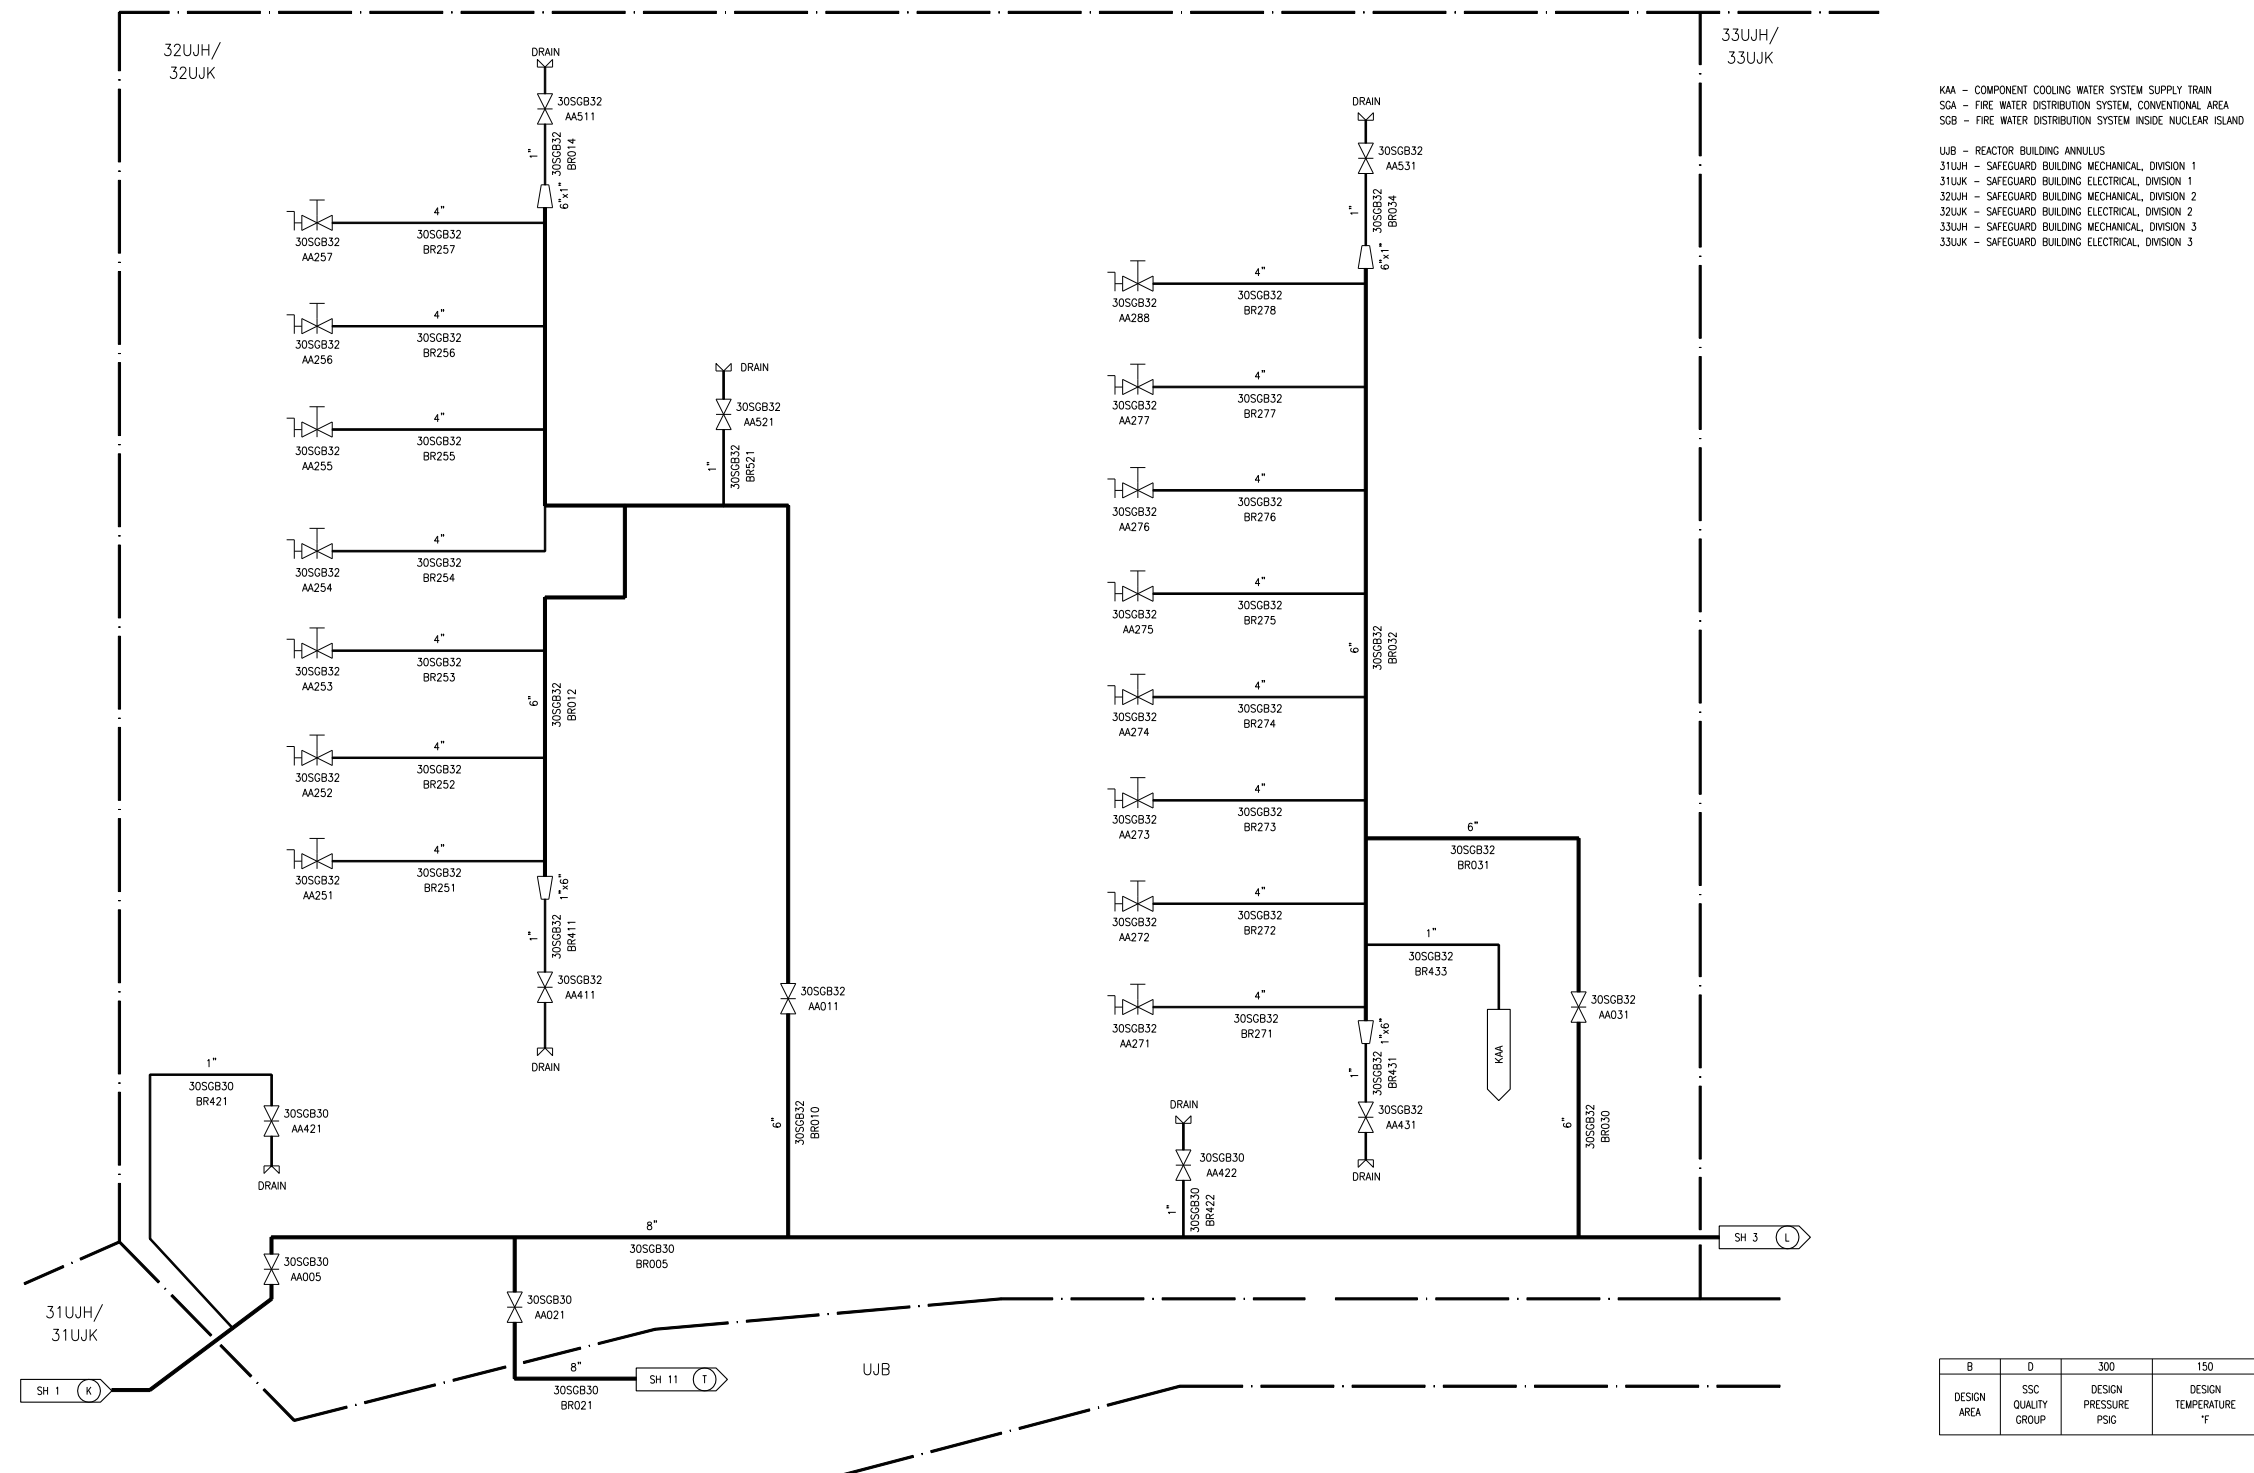 32UJH/
32UJK
33UJH/
33UJK
KAA – COMPONENT COOLING WATER SYSTEM SUPPLY TRAIN
SGA – FIRE WATER DISTRIBUTION SYSTEM, CONVENTIONAL AREA
SGB – FIRE WATER DISTRIBUTION SYSTEM INSIDE NUCLEAR ISLAND
UJB – REACTOR BUILDING ANNULUS
31UJH – SAFEGUARD BUILDING MECHANICAL, DIVISION 1
31UJK – SAFEGUARD BUILDING ELECTRICAL, DIVISION 1
32UJH – SAFEGUARD BUILDING MECHANICAL, DIVISION 2
32UJK – SAFEGUARD BUILDING ELECTRICAL, DIVISION 2
33UJH – SAFEGUARD BUILDING MECHANICAL, DIVISION 3
33UJK – SAFEGUARD BUILDING ELECTRICAL, DIVISION 3
DRAIN
30SGB32
AA511
1"
30SGB32
BR014
6"x1"
4"
30SGB32
BR257
30SGB32
AA257
4"
30SGB32
BR256
30SGB32
AA256
4"
30SGB32
BR255
30SGB32
AA255
4"
30SGB32
BR254
30SGB32
AA254
4"
30SGB32
BR253
30SGB32
AA253
6"
30SGB32
BR012
4"
30SGB32
BR252
30SGB32
AA252
4"
30SGB32
BR251
30SGB32
AA251
1"x6"
1"
30SGB32
BR411
30SGB32
AA411
DRAIN
DRAIN
30SGB32
AA521
1"
30SGB32
BR521
30SGB32
AA011
6"
30SGB32
BR010
DRAIN
30SGB32
AA531
1"
30SGB32
BR034
6"x1"
4"
30SGB32
BR278
30SGB32
AA288
4"
30SGB32
BR277
30SGB32
AA277
4"
30SGB32
BR276
30SGB32
AA276
4"
30SGB32
BR275
30SGB32
AA275
6"
30SGB32
BR032
4"
30SGB32
BR274
30SGB32
AA274
4"
30SGB32
BR273
30SGB32
AA273
6"
30SGB32
BR031
4"
30SGB32
BR272
30SGB32
AA272
1"
30SGB32
BR433
KAA
4"
30SGB32
BR271
30SGB32
AA271
1"x6"
1"
30SGB32
BR431
30SGB32
AA431
DRAIN
30SGB32
AA031
6"
30SGB32
BR030
1"
30SGB30
BR421
30SGB30
AA421
DRAIN
DRAIN
30SGB30
AA422
1"
30SGB30
BR422
8"
30SGB30
BR005
30SGB30
AA005
30SGB30
AA021
8"
30SGB30
BR021
SH 3 L
SH 1 K
SH 11 T
31UJH/
31UJK
UJB
B D 300 150
DESIGN
AREA
SSC
QUALITY
GROUP
DESIGN
PRESSURE
PSIG
DESIGN
TEMPERATURE
°F